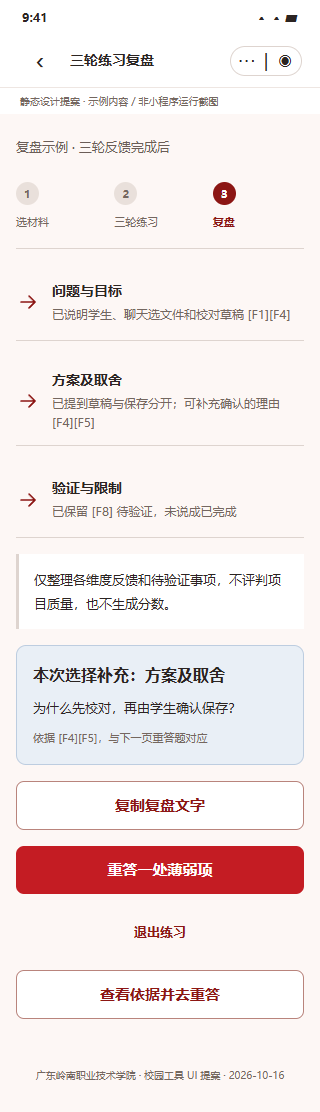 9:41
三轮练习复盘
静态设计提案 · 示例内容 / 非小程序运行截图
复盘示例 · 三轮反馈完成后
1
2
3
选材料
三轮练习
复盘
问题与目标
已说明学生、聊天选文件和校对草稿 [F1][F4]
方案及取舍
已提到草稿与保存分开；可补充确认的理由
[F4][F5]
验证与限制
已保留 [F8] 待验证，未说成已完成
仅整理各维度反馈和待验证事项，不评判项
目质量，也不生成分数。
本次选择补充：方案及取舍
为什么先校对，再由学生确认保存？
依据 [F4][F5]，与下一页重答题对应
复制复盘文字
重答一处薄弱项
退出练习
查看依据并去重答
广东岭南职业技术学院 · 校园工具 UI 提案 · 2026-10-16